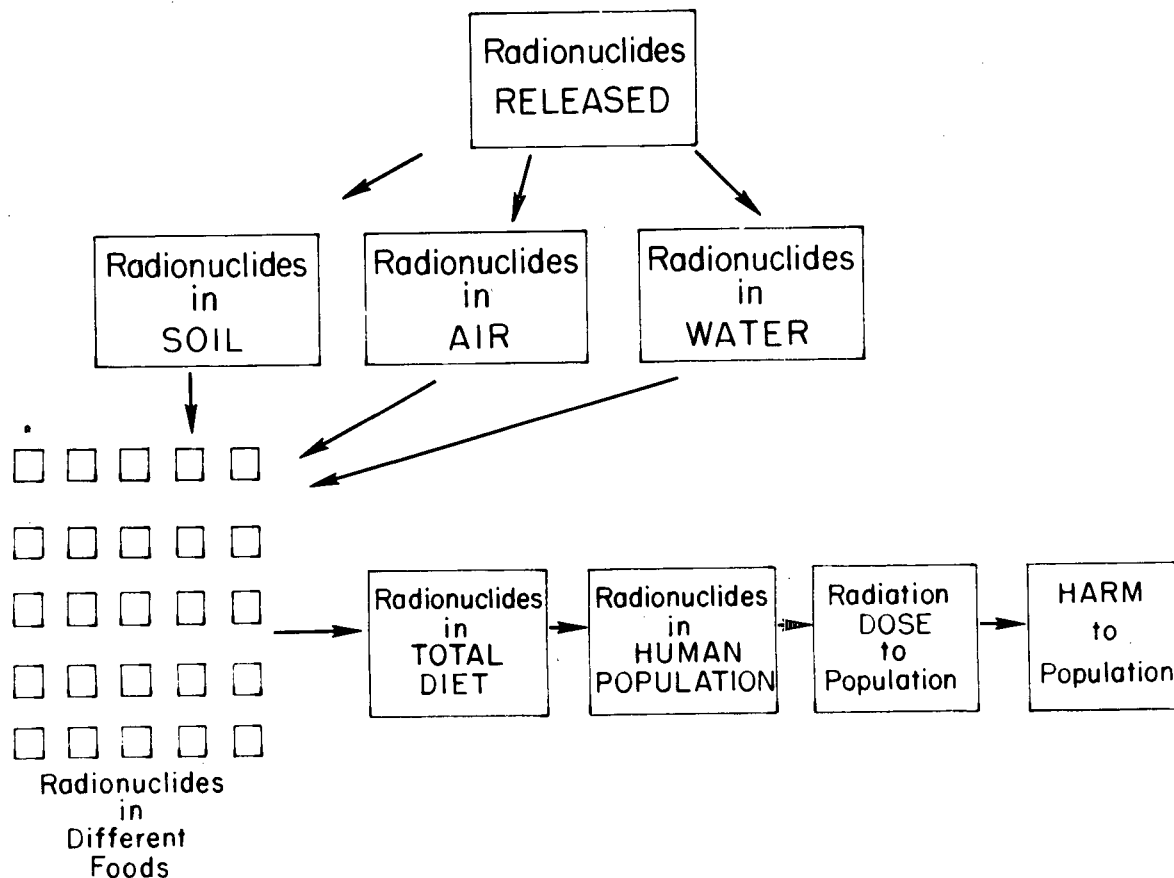 Radionuclides
RELEASED
Radionuclides
in
SOIL
Radionuclides
in
AIR
Radionuclides
in
WATER
Radionuclides
in
TOTAL
DIET
Radionuclides
in
HUMAN
POPULATION
Radiation
DOSE
to
Population
HARM
to
Population
Radionuclides
in
Different
Foods